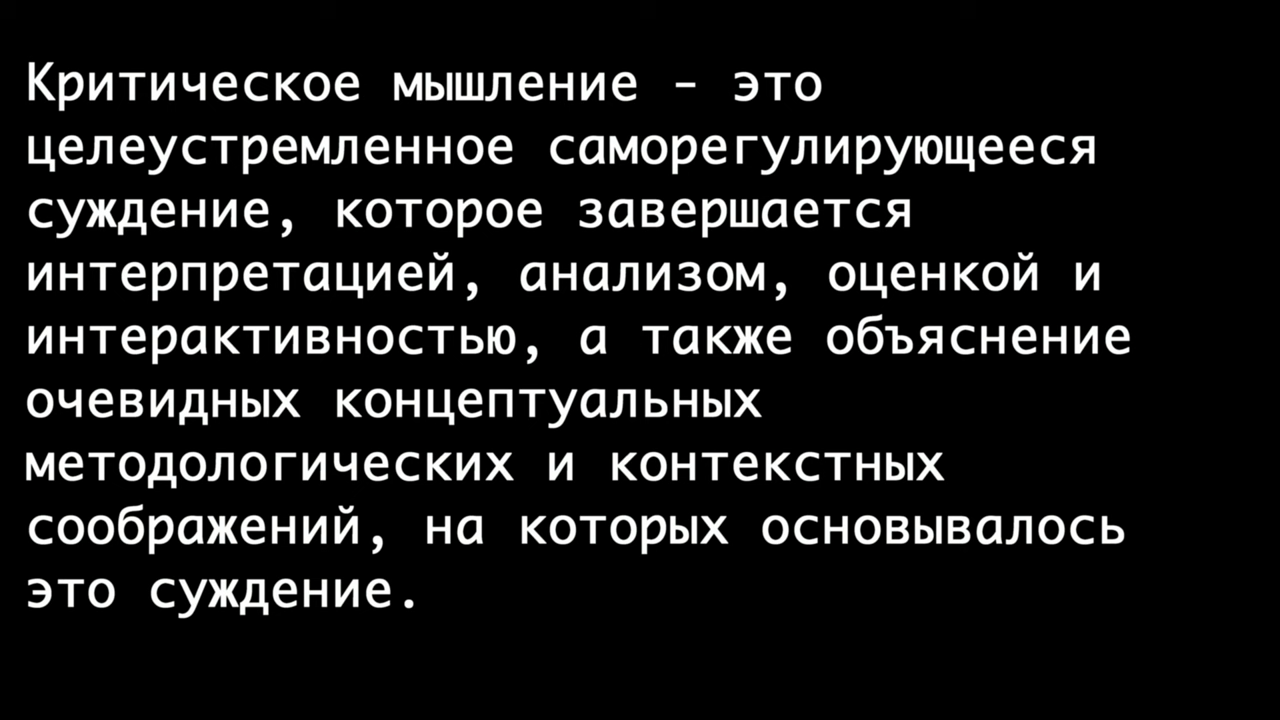 Критическое мышление - это
целеустремленное саморегулирующееся
суждение, которое завершается
интерпретацией, анализом, оценкой и
интерактивностью, а также объяснение
очевидных концептуальных
методологических и контекстных
соображений, на которых основывалось
это суждение.